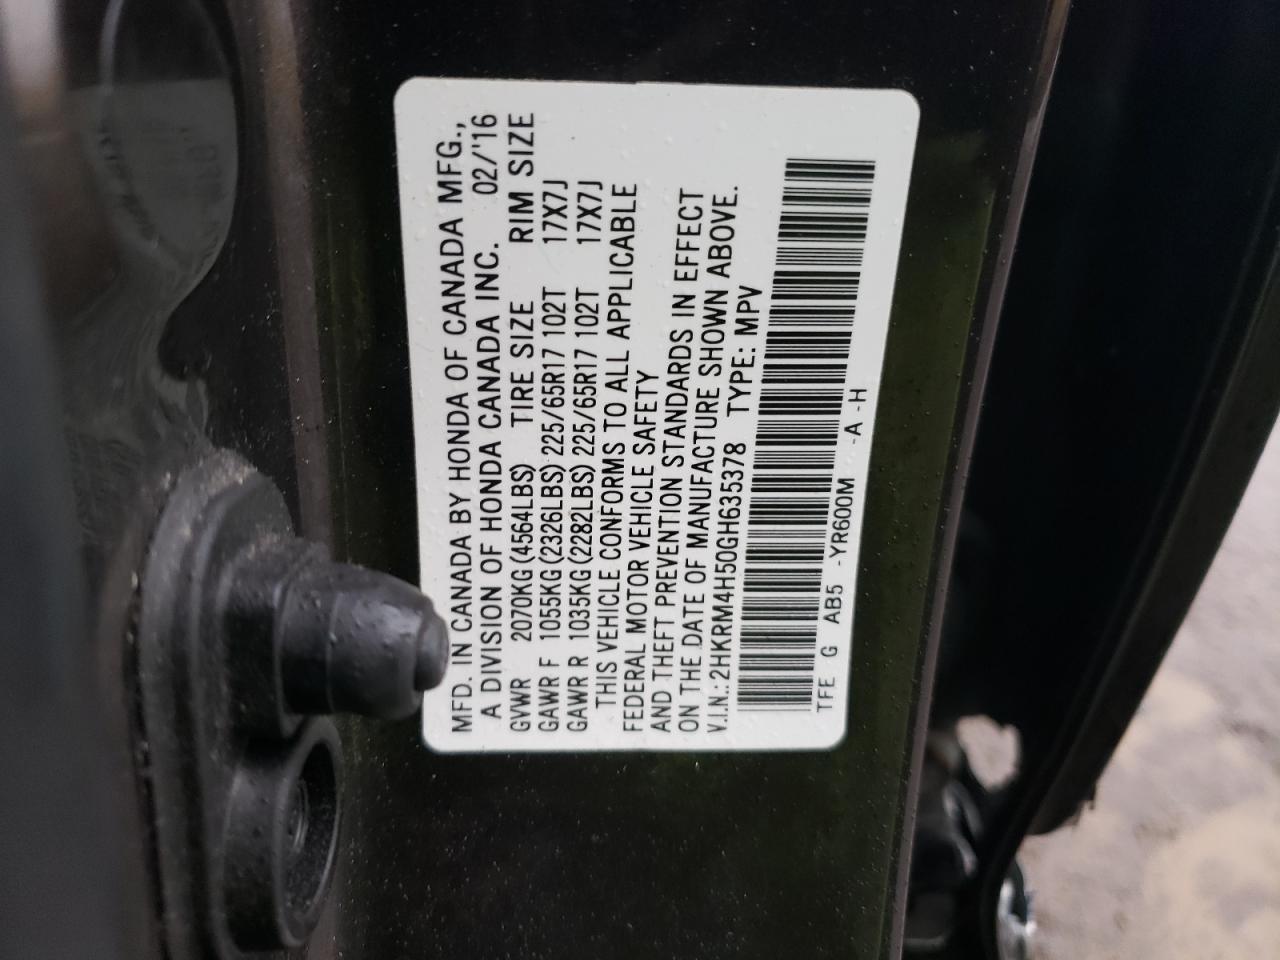 MFD. IN CANADA BY HONDA OF CANADA MFG.,
A DIVISION OF HONDA CANADA INC. 02/'16
GVWR 2070KG(4564LBS) TIRE SIZE RIM SIZE
GAWR F 1055KG(2326LBS) 225/65R17 102T 17X7J
GAWR R 1035KG(2282LBS) 225/65R17 102T 17X7J
THIS VEHICLE CONFORMS TO ALL APPLICABLE
FEDERAL MOTOR VEHICLE SAFETY
AND THEFT PREVENTION STANDARDS IN EFFECT
ON THE DATE OF MANUFACTURE SHOWN ABOVE.
V.I.N.:2HKRM4H50GH635378 TYPE: MPV
TFE G AB5 -YR600M -A -H